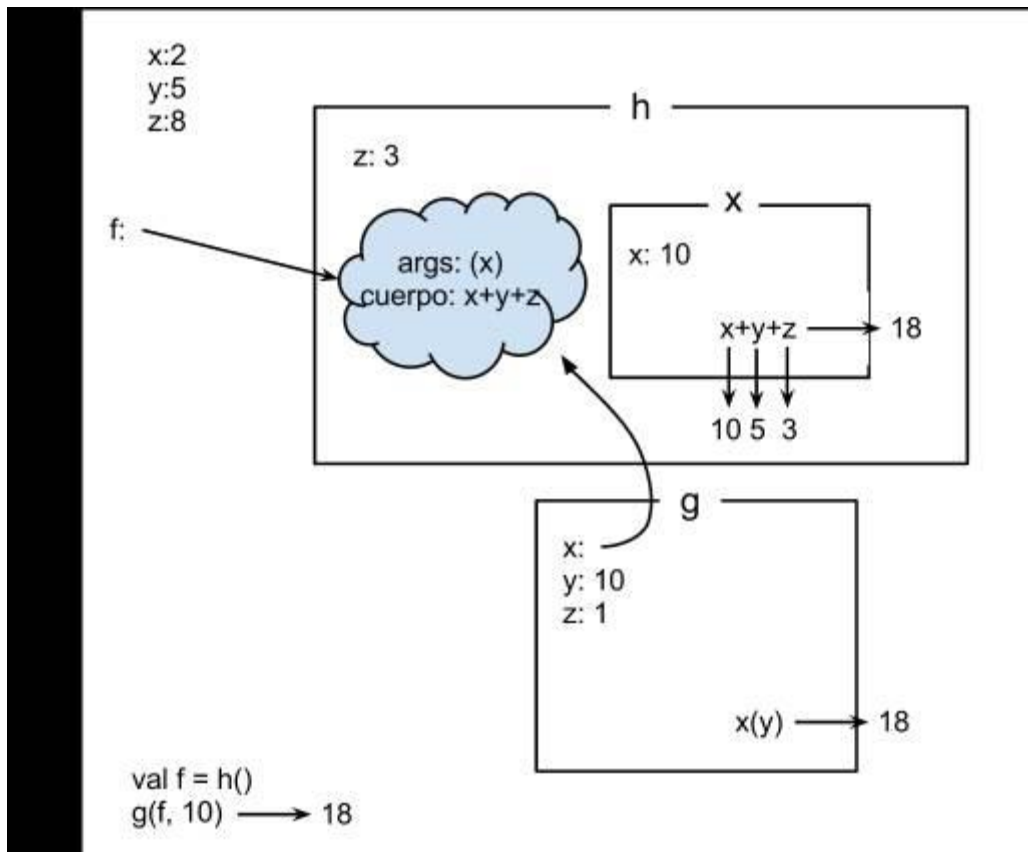 x:2
y:5
z:8
h
z: 3
x
f:
args: (x)
cuerpo: x+y+z
x: 10
x+y+z
18
10 5 3
g
x:
y: 10
z: 1
x(y)
18
val f = h()
g(f, 10)
18